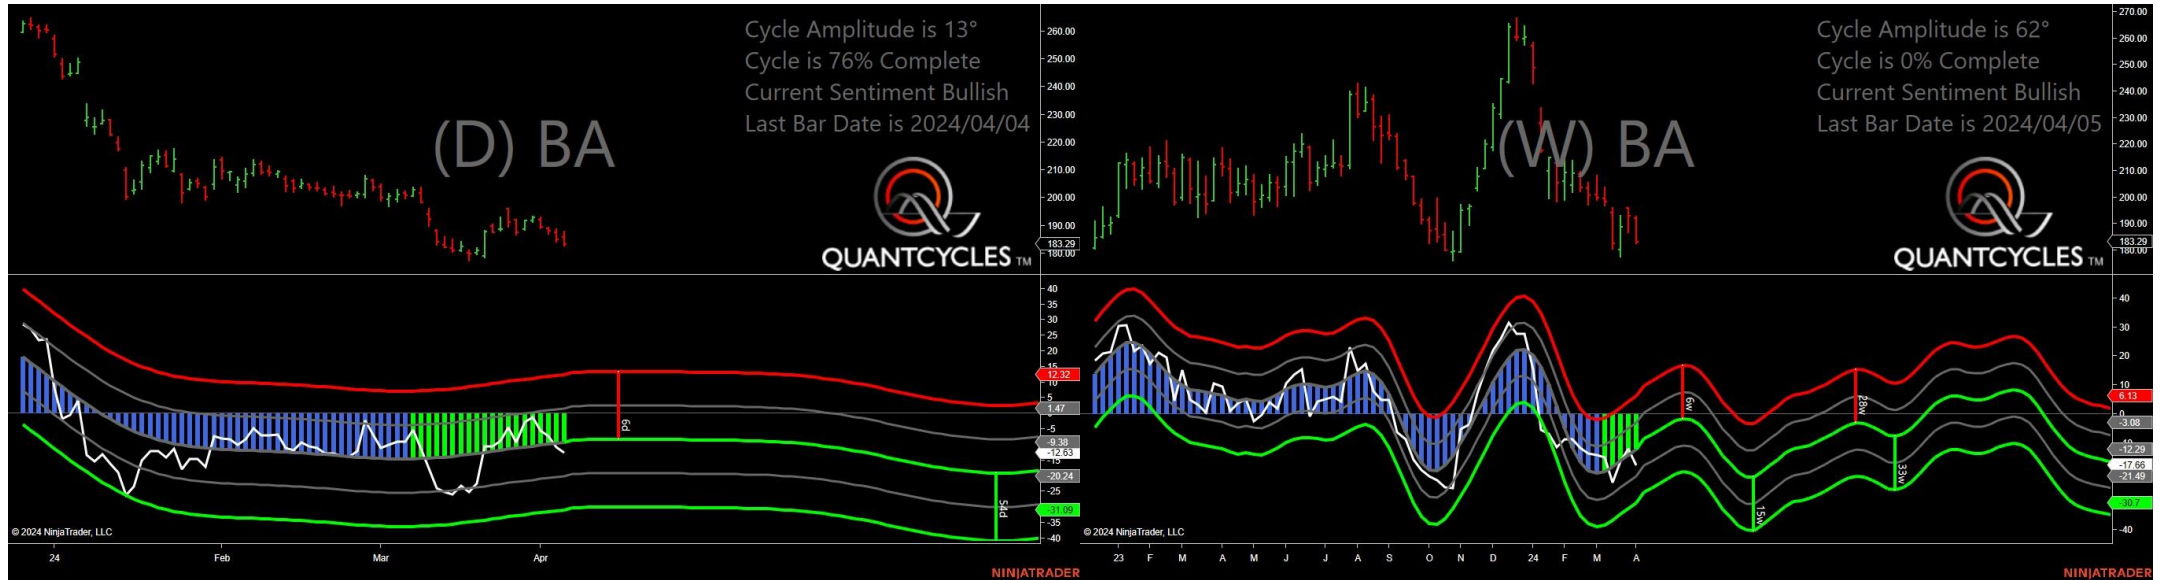 Cycle Amplitude is 13°
Cycle is 76% Complete
Current Sentiment Bullish
Last Bar Date is 2024/04/04
(D) BA
QUANTCYCLES TM
260.00
250.00
240.00
230.00
220.00
210.00
200.00
190.00
183.29
180.00
40
35
30
25
20
15
12.32
10
5
1.47
-5
-9.38
-12.63
-15
-20.24
-25
-31.09
-35
-40
6d
54d
© 2024 NinjaTrader, LLC
24
Feb
Mar
Apr
NINJATRADER
Cycle Amplitude is 62°
Cycle is 0% Complete
Current Sentiment Bullish
Last Bar Date is 2024/04/05
(W) BA
QUANTCYCLES TM
270.00
260.00
250.00
240.00
230.00
220.00
210.00
200.00
190.00
183.29
180.00
40
30
20
10
6.13
0
-3.08
-12.29
-17.66
-21.49
-30.7
-40
6w
15w
28w
33w
© 2024 NinjaTrader, LLC
23
F
M
A
M
J
J
A
S
O
N
D
24
F
M
A
NINJATRADER